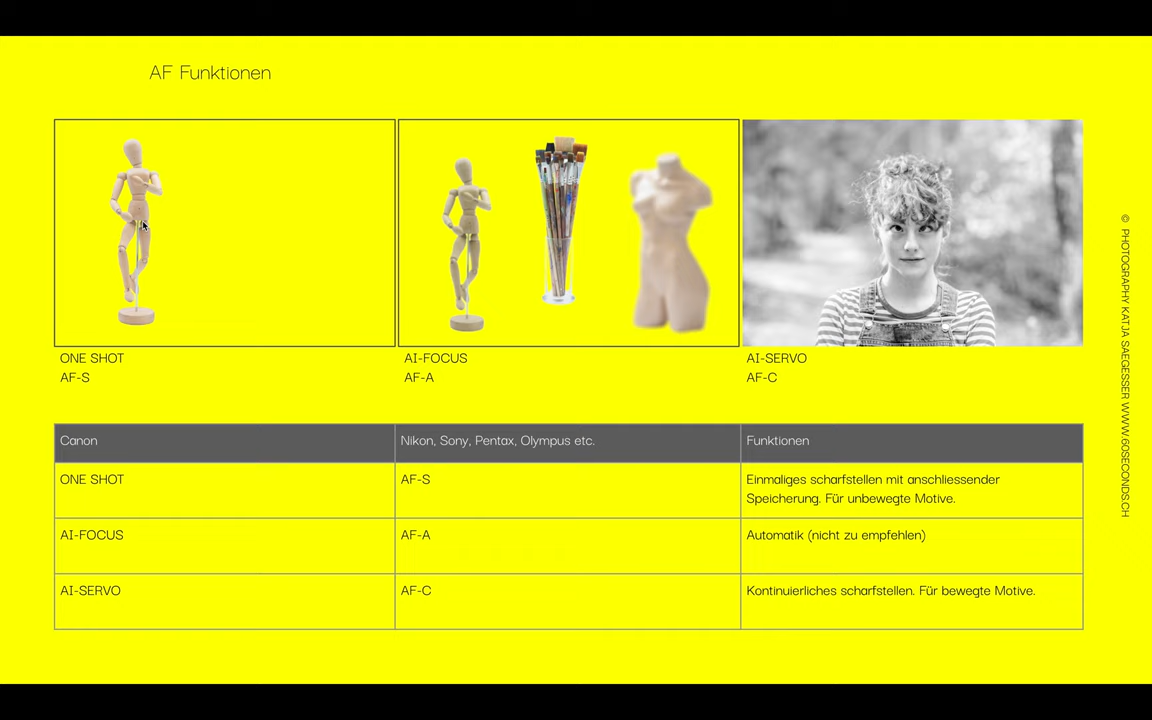 AF Funktionen
ONE SHOT
AF-S
AI-FOCUS
AF-A
AI-SERVO
AF-C
Canon
Nikon, Sony, Pentax, Olympus etc.
Funktionen
ONE SHOT
AF-S
Einmaliges scharfstellen mit anschliessender
Speicherung. Für unbewegte Motive.
AI-FOCUS
AF-A
Automatik (nicht zu empfehlen)
AI-SERVO
AF-C
Kontinuierliches scharfstellen. Für bewegte Motive.
© PHOTOGRAPHY KATJA SAEGESSER WWW.60SECONDS.CH